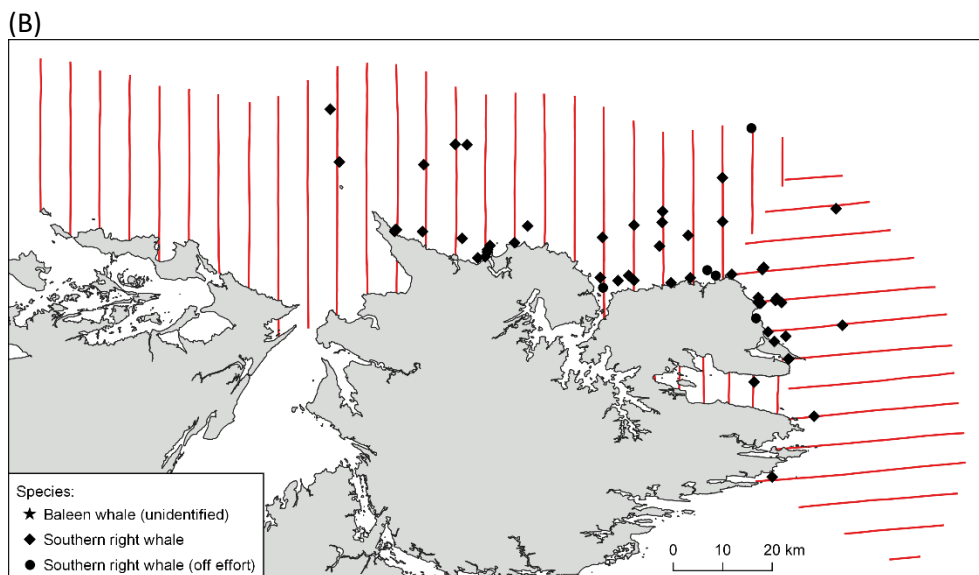 (B)
Species:
Baleen whale (unidentified)
Southern right whale
Southern right whale (off effort)
0 10 20 km